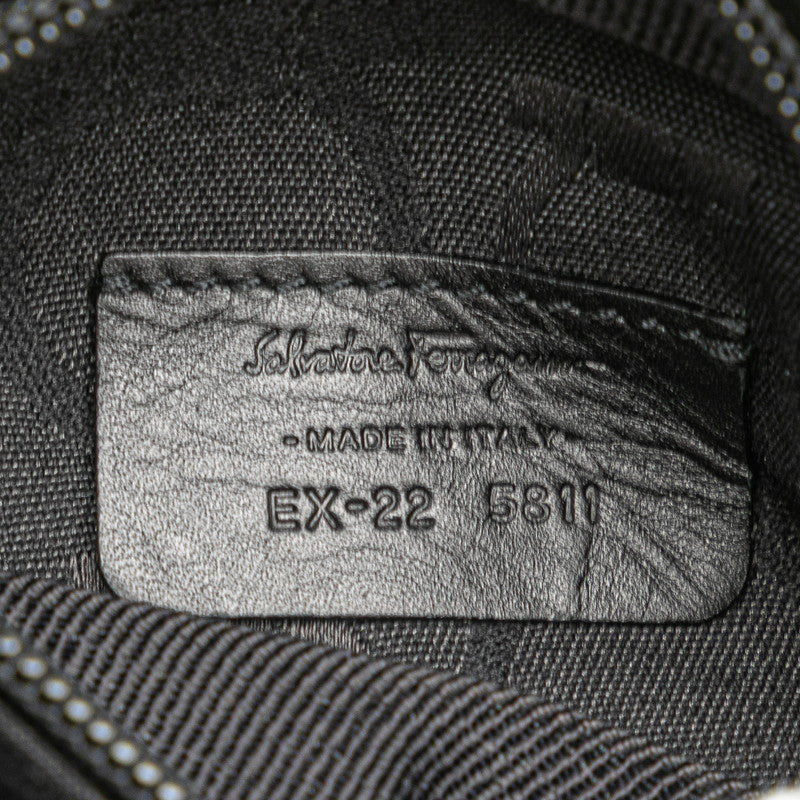 Salvatore Ferragamo
- MADE IN ITALY -
EX-22 5811